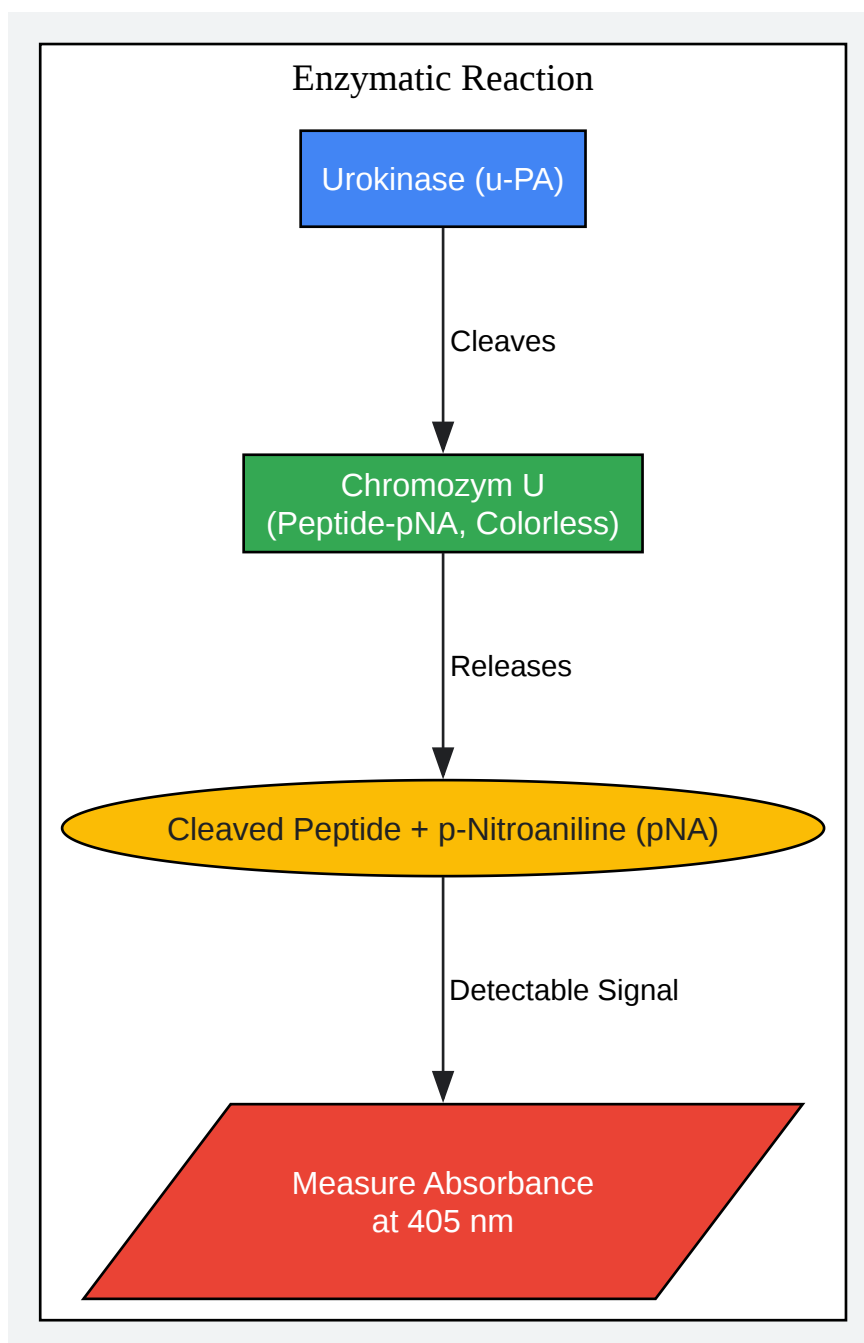 Enzymatic Reaction
Urokinase (u-PA)
Cleaves
Chromozym U
(Peptide-pNA, Colorless)
Releases
Cleaved Peptide + p-Nitroaniline (pNA)
Detectable Signal
Measure Absorbance
at 405 nm